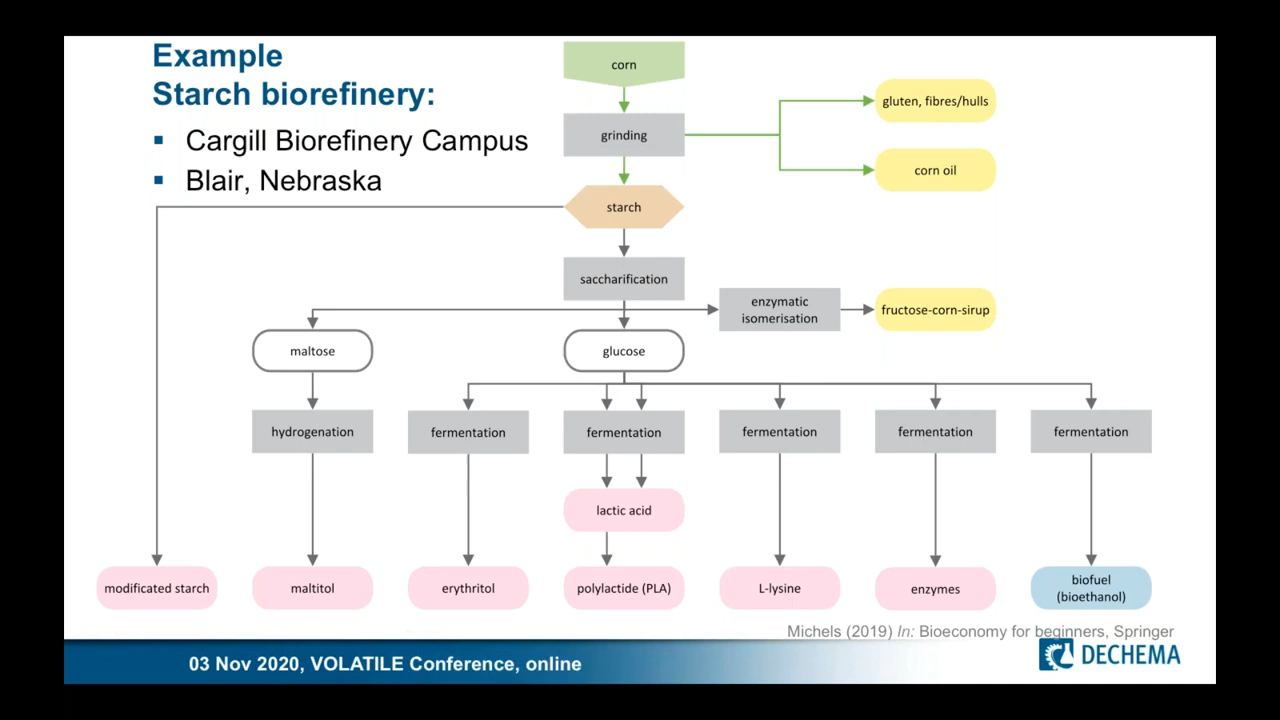 Example
Starch biorefinery:
▪ Cargill Biorefinery Campus
▪ Blair, Nebraska
corn
grinding
gluten, fibres/hulls
corn oil
starch
saccharification
enzymatic
isomerisation
fructose-corn-sirup
maltose
glucose
hydrogenation
fermentation
fermentation
fermentation
fermentation
fermentation
lactic acid
modificated starch
maltitol
erythritol
polylactide (PLA)
L-lysine
enzymes
biofuel
(bioethanol)
Michels (2019) In: Bioeconomy for beginners, Springer
03 Nov 2020, VOLATILE Conference, online
DECHEMA